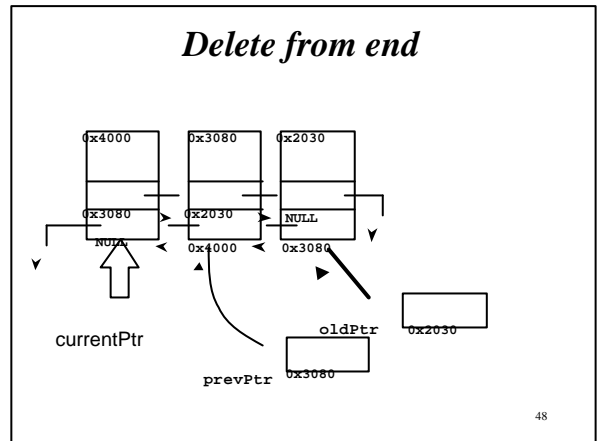 Delete from end
0x4000 0x3080 0x2030
0x3080 0x2030 NULL
NULL 0x4000 0x3080
currentPtr
oldPtr 0x2030
prevPtr 0x3080
48